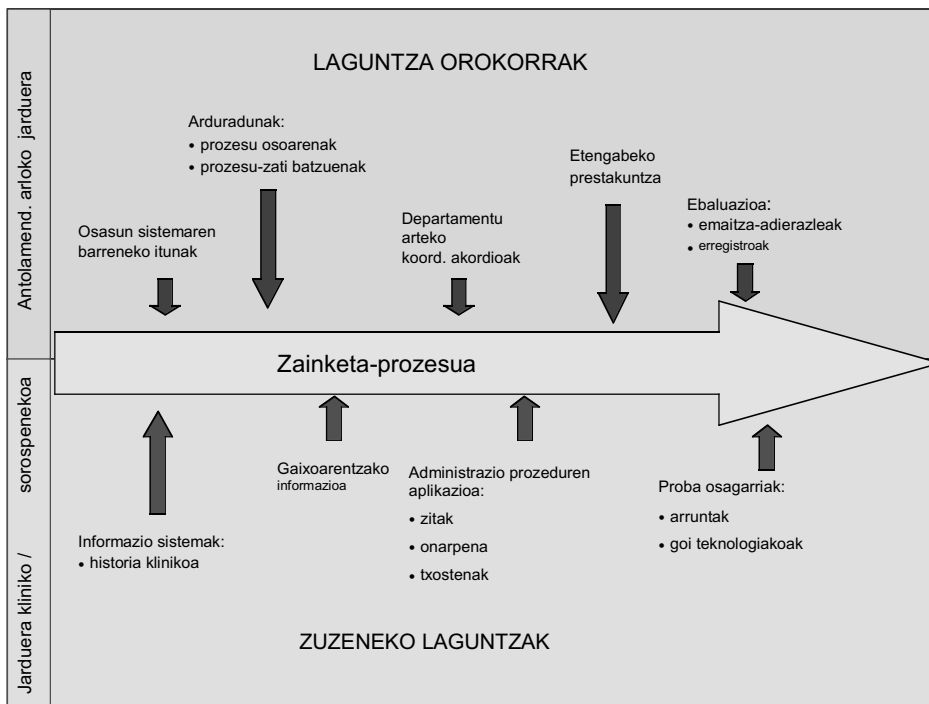 Antolamend. arloko jarduera
LAGUNTZA OROKORRAK
Arduradunak:
• prozesu osoarenak
• prozesu-zati batzuenak
Etengabeko
prestakuntza
Osasun sistemaren
barreneko itunak
Departamentu
arteko
koord. akordioak
Ebaluazioa:
• emaitza-adierazleak
• erregistroak
Zainketa-prozesua
Jarduera kliniko / sorospenekoa
Informazio sistemak:
• historia klinikoa
Gaixoarentzako
informazioa
Administrazio prozeduren
aplikazioa:
• zitak
• onarpena
• txostenak
Proba osagarriak:
• arruntak
• goi teknologiakoak
ZUZENEKO LAGUNTZAK